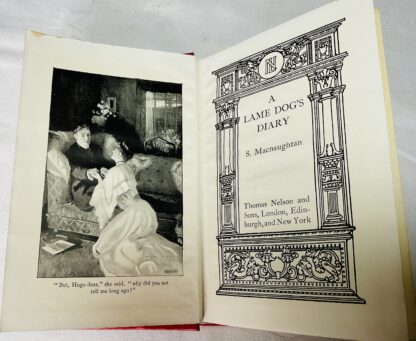 "But, Hugo dear," she said, "why did you not
tell me long ago?"
N
A
LAME DOG'S
DIARY
S. Macnaughtan
Thomas Nelson and
Sons, London, Edin-
burgh, and New York